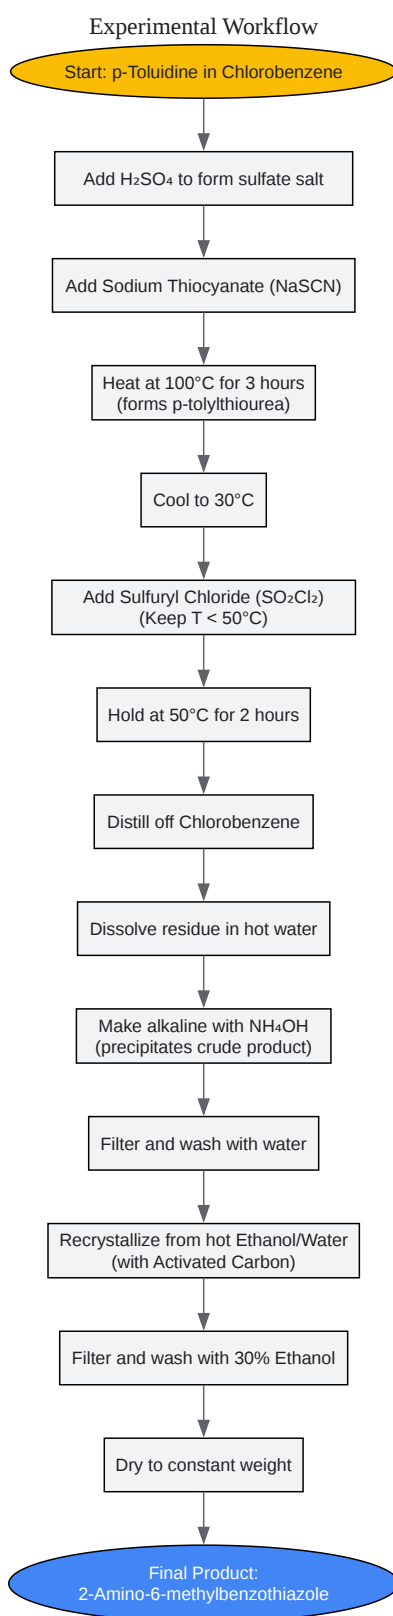 Experimental Workflow
Start: p-Toluidine in Chlorobenzene
Add H₂SO₄ to form sulfate salt
Add Sodium Thiocyanate (NaSCN)
Heat at 100°C for 3 hours
(forms p-tolylthiourea)
Cool to 30°C
Add Sulfuryl Chloride (SO₂Cl₂)
(Keep T < 50°C)
Hold at 50°C for 2 hours
Distill off Chlorobenzene
Dissolve residue in hot water
Make alkaline with NH₄OH
(precipitates crude product)
Filter and wash with water
Recrystallize from hot Ethanol/Water
(with Activated Carbon)
Filter and wash with 30% Ethanol
Dry to constant weight
Final Product:
2-Amino-6-methylbenzothiazole